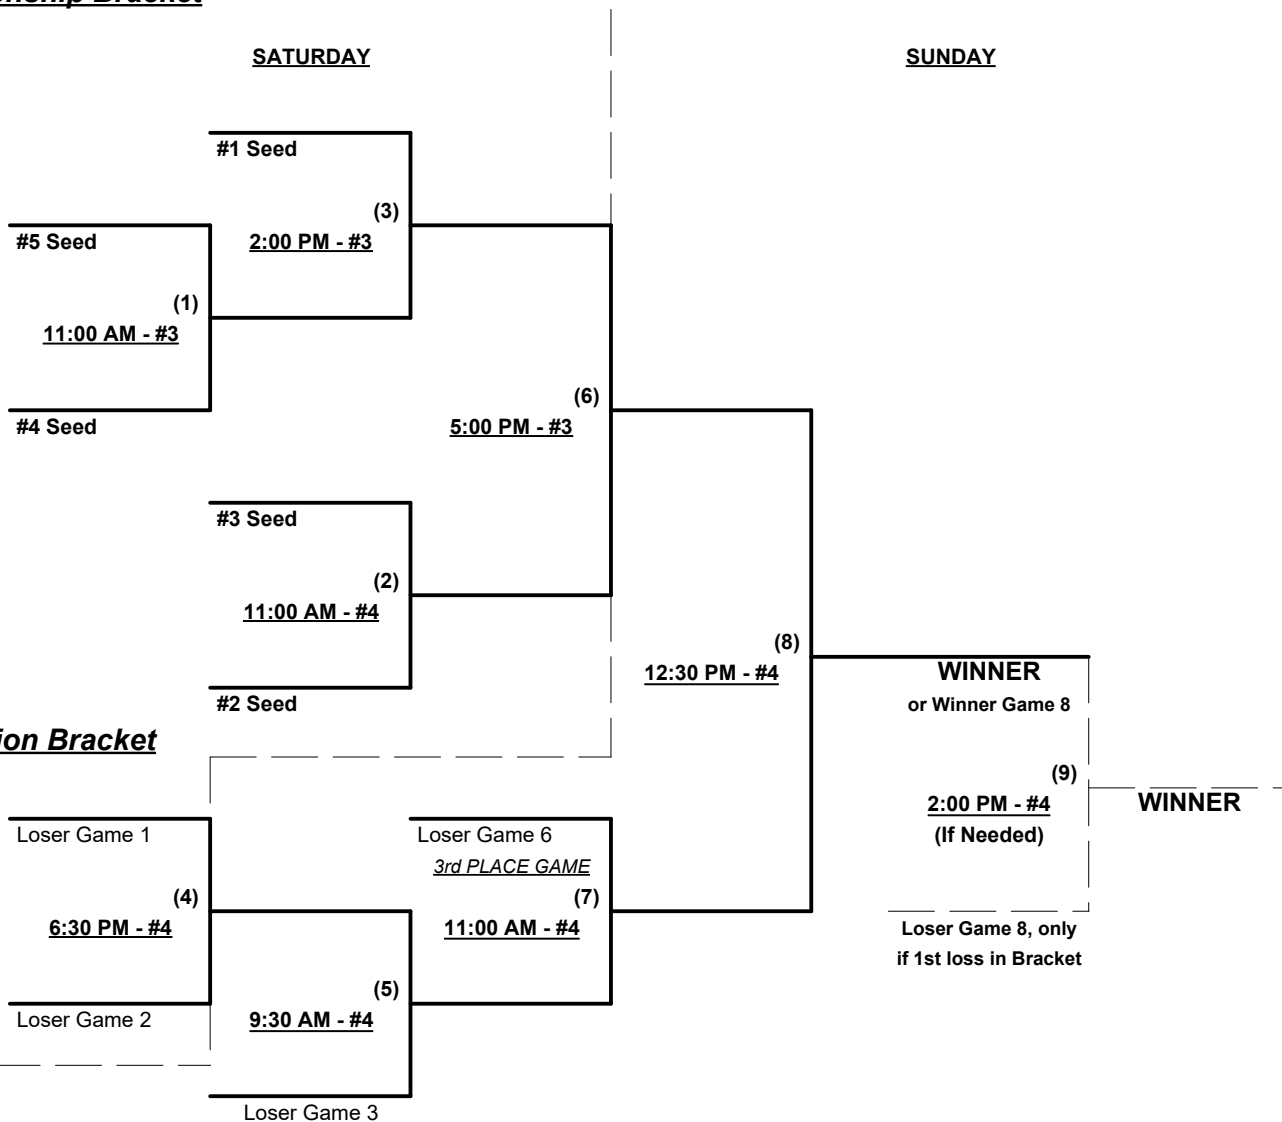 SATURDAY
SUNDAY
#1 Seed
(3)
#5 Seed
2:00 PM - #3
(1)
11:00 AM - #3
(6)
#4 Seed
5:00 PM - #3
#3 Seed
(2)
11:00 AM - #4
(8)
12:30 PM - #4
WINNER
#2 Seed
or Winner Game 8
Bracket
(9)
2:00 PM - #4
WINNER
Loser Game 1
Loser Game 6
(If Needed)
3rd PLACE GAME
(4)
(7)
6:30 PM - #4
11:00 AM - #4
Loser Game 8, only
if 1st loss in Bracket
(5)
Loser Game 2
9:30 AM - #4
Loser Game 3